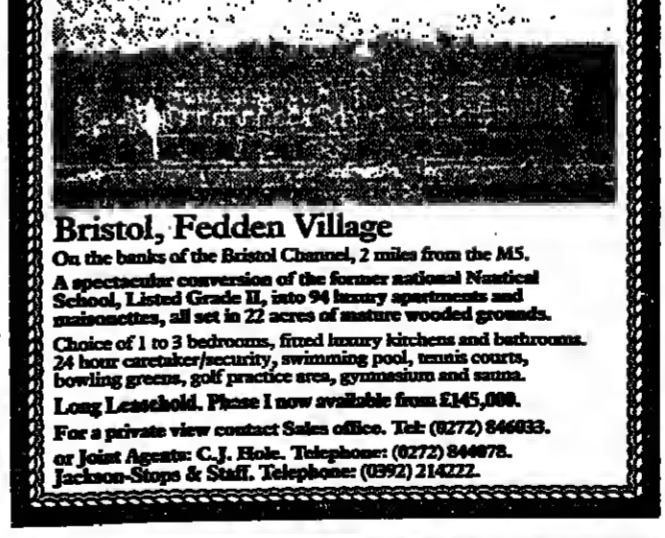 Bristol, Fedden Village
On the banks of the Bristol Channel, 2 miles from the M5.
A spectacular conversion of the former national Nautical
School, Listed Grade II, into 94 luxury apartments and
maisonettes, all set in 22 acres of mature wooded grounds.
Choice of 1 to 3 bedrooms, fitted luxury kitchens and bathrooms.
24 hour caretaker/security, swimming pool, tennis courts,
bowling greens, golf practice area, gymnasium and sauna.
Long Leasehold. Phase I now available from £145,000.
For a private view contact Sales office. Tel: (0272) 846033.
or Joint Agents: C.J. Hole. Telephone: (0272) 844078.
Jackson-Stops & Staff. Telephone: (0392) 214222.